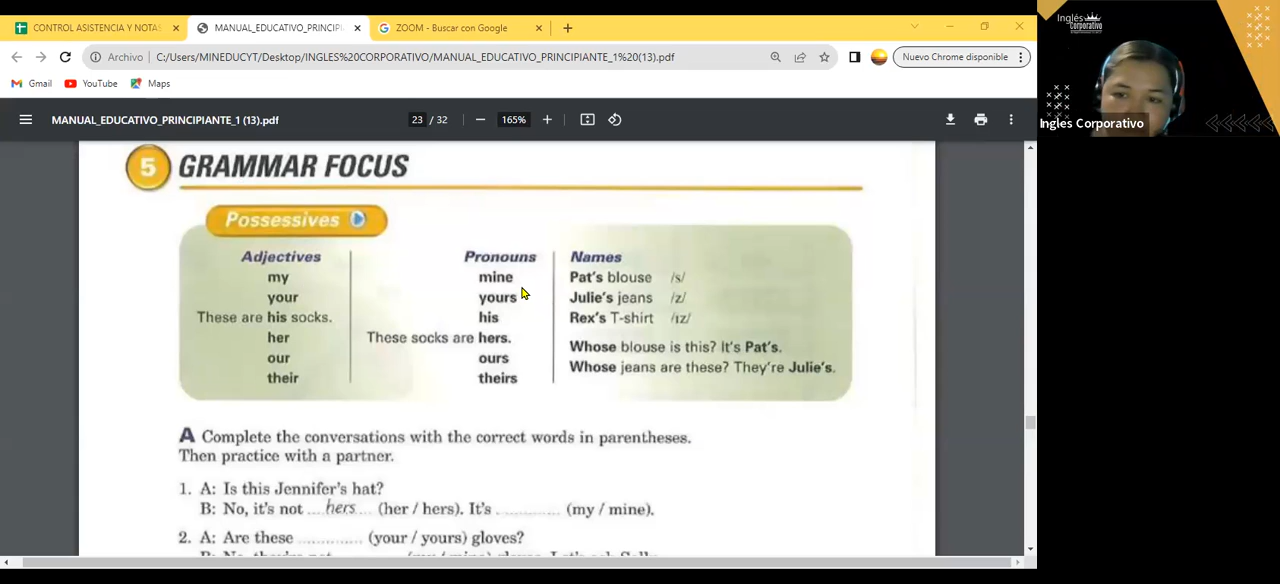 CONTROL ASISTENCIA Y NOTAS
MANUAL_EDUCATIVO_PRINCIPI
ZOOM - Buscar con Google
Archivo
C:/Users/MINEDUCYT/Desktop/INGLES%20CORPORATIVO/MANUAL_EDUCATIVO_PRINCIPIANTE_1%20(13).pdf
Nuevo Chrome disponible
Gmail
YouTube
Maps
MANUAL_EDUCATIVO_PRINCIPIANTE_1 (13).pdf
23 / 32
165%
Inglés
Corporativo
Ingles Corporativo
5 GRAMMAR FOCUS
Possessives
Adjectives
my
your
These are his socks.
her
our
their
Pronouns
mine
yours
his
These socks are hers.
ours
theirs
Names
Pat's blouse /s/
Julie's jeans /z/
Rex's T-shirt /ɪz/
Whose blouse is this? It's Pat's.
Whose jeans are these? They're Julie's.
A Complete the conversations with the correct words in parentheses.
Then practice with a partner.
1. A: Is this Jennifer's hat?
B: No, it's not ...hers... (her / hers). It's ............ (my / mine).
2. A: Are these ............ (your / yours) gloves?